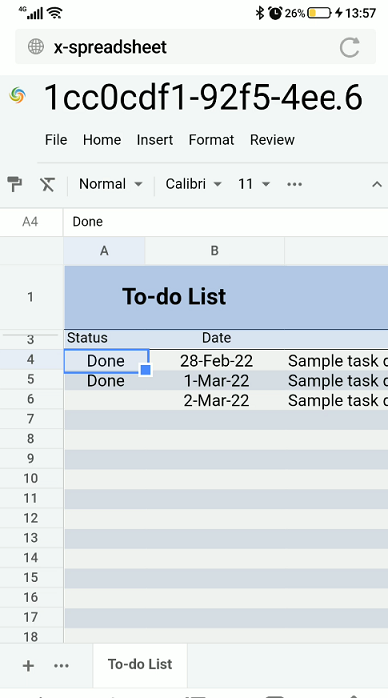 4G 26% 13:57
x-spreadsheet
1cc0cdf1-92f5-4ee.6
File Home Insert Format Review
Normal Calibri 11
A4 Done
A B
1 To-do List
3 Status Date
4 Done 28-Feb-22 Sample task d
5 Done 1-Mar-22 Sample task d
6 2-Mar-22 Sample task d
7
8
9
10
11
12
13
14
15
16
17
18
To-do List